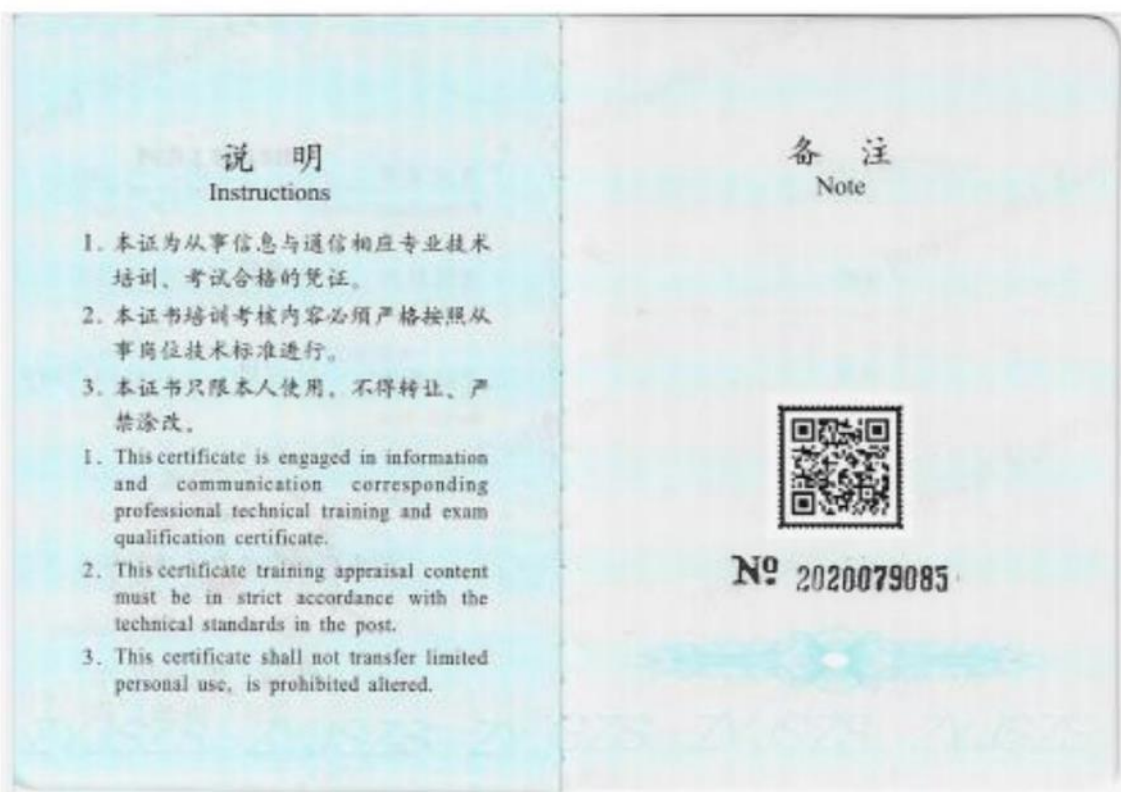 说 明
Instructions
1. 本证为从事信息与通信相应专业技术
培训、考试合格的凭证。
2. 本证书培训考核内容必须严格按照从
事岗位技术标准进行。
3. 本证书只限本人使用，不得转让、严
禁涂改。
1. This certificate is engaged in information
and communication corresponding
professional technical training and exam
qualification certificate.
2. This certificate training appraisal content
must be in strict accordance with the
technical standards in the post.
3. This certificate shall not transfer limited
personal use, is prohibited altered.
备 注
Note
Nº 2020079085